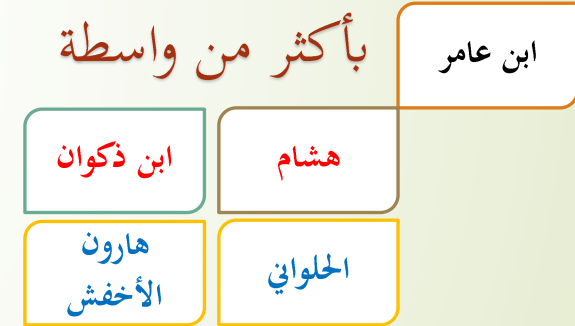 ابن عامر
بأكثر من واسطة
هشام
ابن ذكوان
الحلواني
هارون
الأخفش